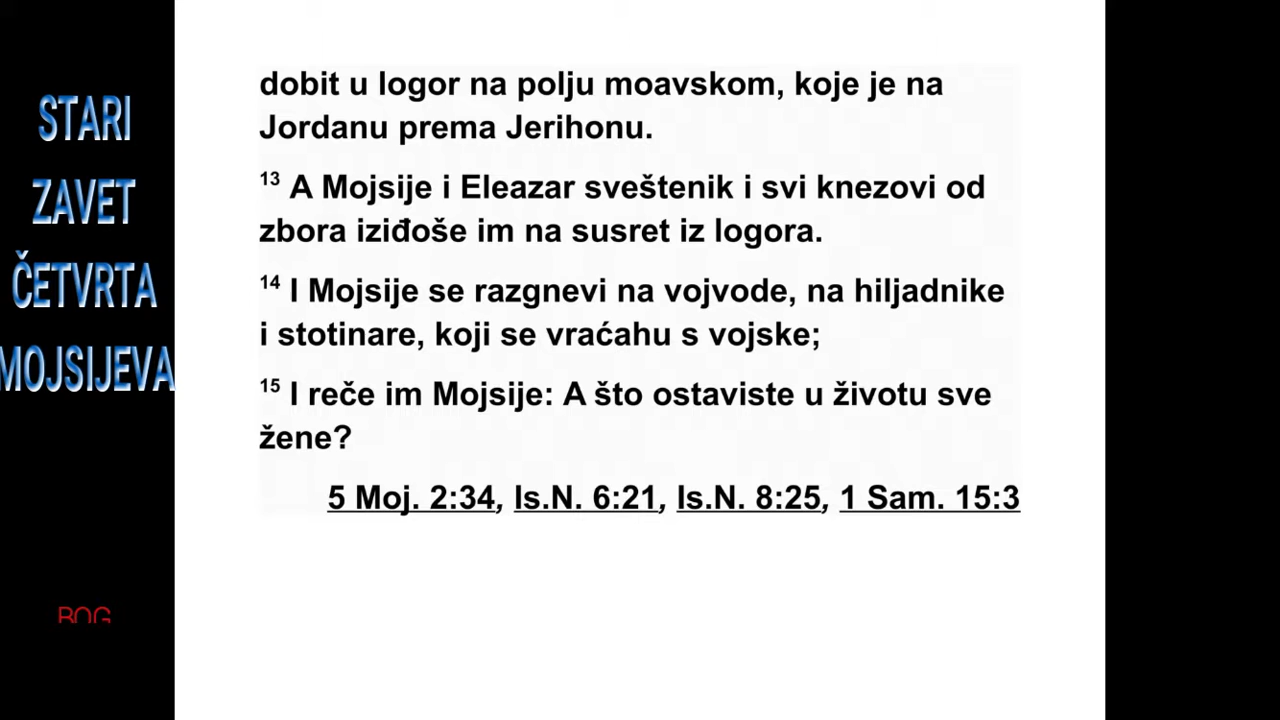 STARI
ZAVET
ČETVRTA
MOJSIJEVA
BOG
dobit u logor na polju moavskom, koje je na
Jordanu prema Jerihonu.
13 A Mojsije i Eleazar sveštenik i svi knezovi od
zbora iziđoše im na susret iz logora.
14 I Mojsije se razgnevi na vojvode, na hiljadnike
i stotinare, koji se vraćahu s vojske;
15 I reče im Mojsije: A što ostaviste u životu sve
žene?
5 Moj. 2:34, Is.N. 6:21, Is.N. 8:25, 1 Sam. 15:3